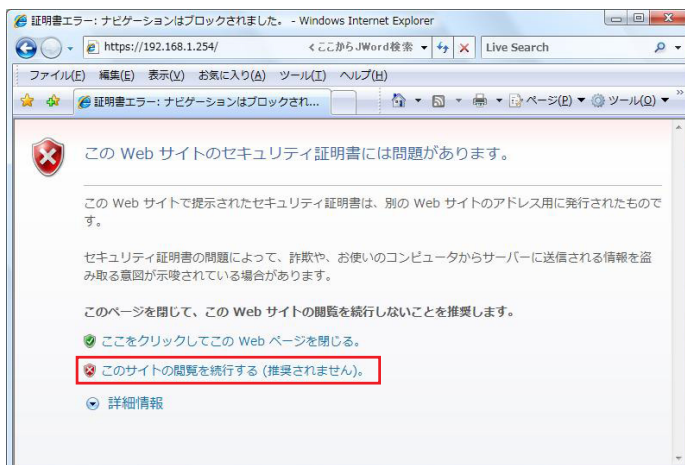 証明書エラー: ナビゲーションはブロックされました。 - Windows Internet Explorer
https://192.168.1.254/
くここから JWord検索
Live Search
ファイル(F) 編集(E) 表示(V) お気に入り(A) ツール(T) ヘルプ(H)
証明書エラー: ナビゲーションはブロックされ...
ページ(P) ツール(O)
この Web サイトのセキュリティ証明書には問題があります。
この Web サイトで提示されたセキュリティ証明書は、別の Web サイトのアドレス用に発行されたもので
す。
セキュリティ証明書の問題によって、詐欺や、お使いのコンピュータからサーバーに送信される情報を盗
み取る意図が示唆されている場合があります。
このページを閉じて、この Web サイトの閲覧を続行しないことを推奨します。
ここをクリックしてこの Web ページを閉じる。
このサイトの閲覧を続行する (推奨されません)。
詳細情報